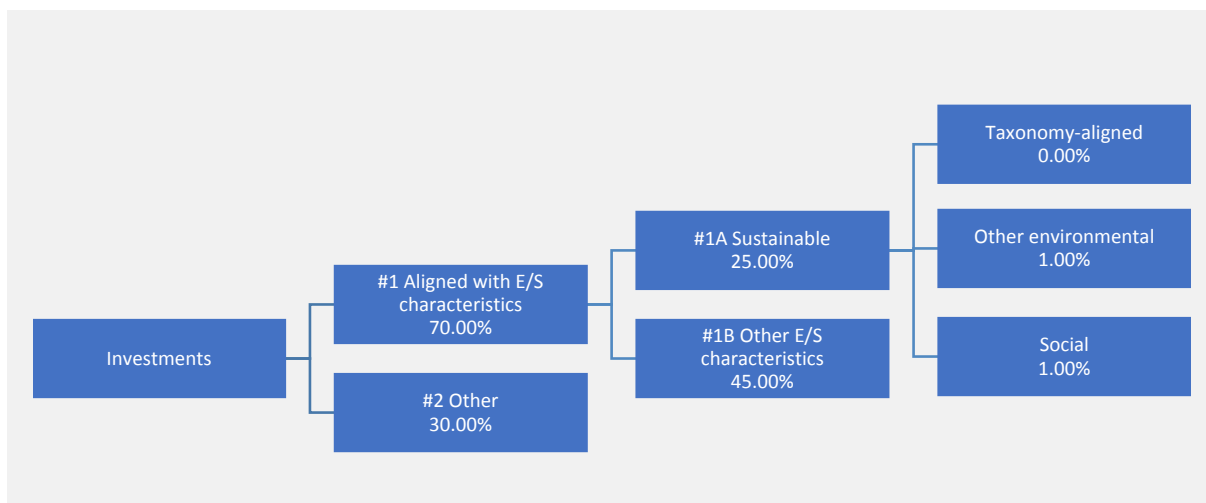 Investments
#1 Aligned with E/S
characteristics
70.00%
#2 Other
30.00%
#1A Sustainable
25.00%
#1B Other E/S
characteristics
45.00%
Taxonomy-aligned
0.00%
Other environmental
1.00%
Social
1.00%